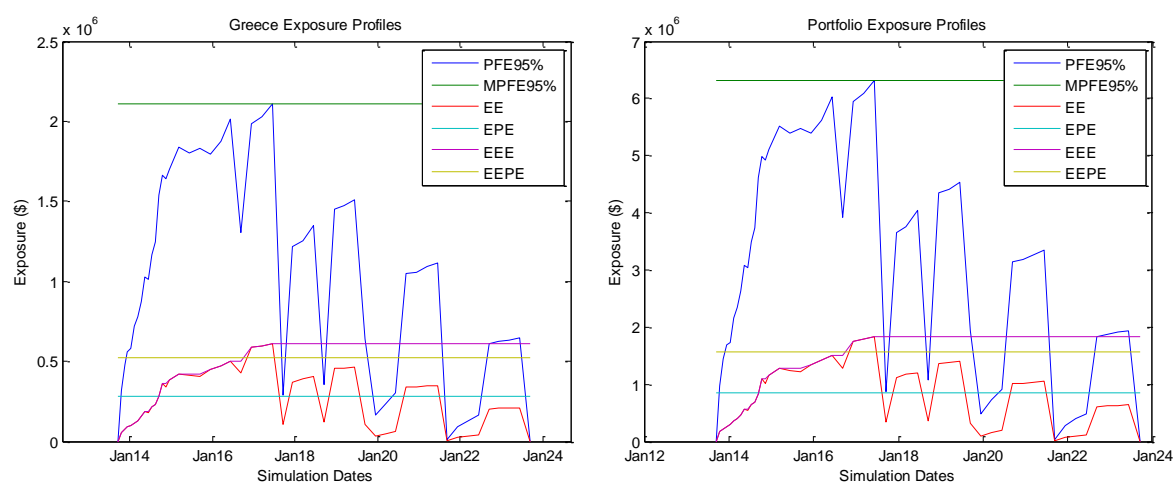 Greece Exposure Profiles
x 10^6
2.5
2
1.5
1
0.5
0
Exposure ($)
Jan14
Jan16
Jan18
Jan20
Jan22
Jan24
Simulation Dates
PFE95%
MPFE95%
EE
EPE
EEE
EEPE
Portfolio Exposure Profiles
x 10^6
7
6
5
4
3
2
1
0
Exposure ($)
Jan12
Jan14
Jan16
Jan18
Jan20
Jan22
Jan24
Simulation Dates
PFE95%
MPFE95%
EE
EPE
EEE
EEPE